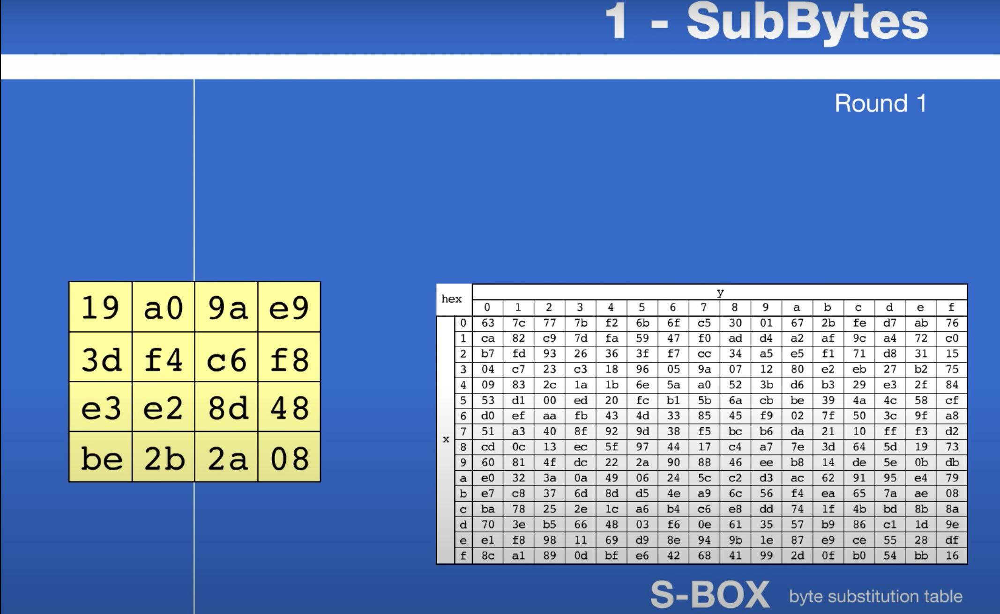 1 - SubBytes
Round 1
19 a0 9a e9
3d f4 c6 f8
e3 e2 8d 48
be 2b 2a 08
hex y
0 1 2 3 4 5 6 7 8 9 a b c d e f
x
0 63 7c 77 7b f2 6b 6f c5 30 01 67 2b fe d7 ab 76
1 ca 82 c9 7d fa 59 47 f0 ad d4 a2 af 9c a4 72 c0
2 b7 fd 93 26 36 3f f7 cc 34 a5 e5 f1 71 d8 31 15
3 04 c7 23 c3 18 96 05 9a 07 12 80 e2 eb 27 b2 75
4 09 83 2c 1a 1b 6e 5a a0 52 3b d6 b3 29 e3 2f 84
5 53 d1 00 ed 20 fc b1 5b 6a cb be 39 4a 4c 58 cf
6 d0 ef aa fb 43 4d 33 85 45 f9 02 7f 50 3c 9f a8
7 51 a3 40 8f 92 9d 38 f5 bc b6 da 21 10 ff f3 d2
8 cd 0c 13 ec 5f 97 44 17 c4 a7 7e 3d 64 5d 19 73
9 60 81 4f dc 22 2a 90 88 46 ee b8 14 de 5e 0b db
a e0 32 3a 0a 49 06 24 5c c2 d3 ac 62 91 95 e4 79
b e7 c8 37 6d 8d d5 4e a9 6c 56 f4 ea 65 7a ae 08
c ba 78 25 2e 1c a6 b4 c6 e8 dd 74 1f 4b bd 8b 8a
d 70 3e b5 66 48 03 f6 0e 61 35 57 b9 86 c1 1d 9e
e e1 f8 98 11 69 d9 8e 94 9b 1e 87 e9 ce 55 28 df
f 8c a1 89 0d bf e6 42 68 41 99 2d 0f b0 54 bb 16
S-BOX byte substitution table